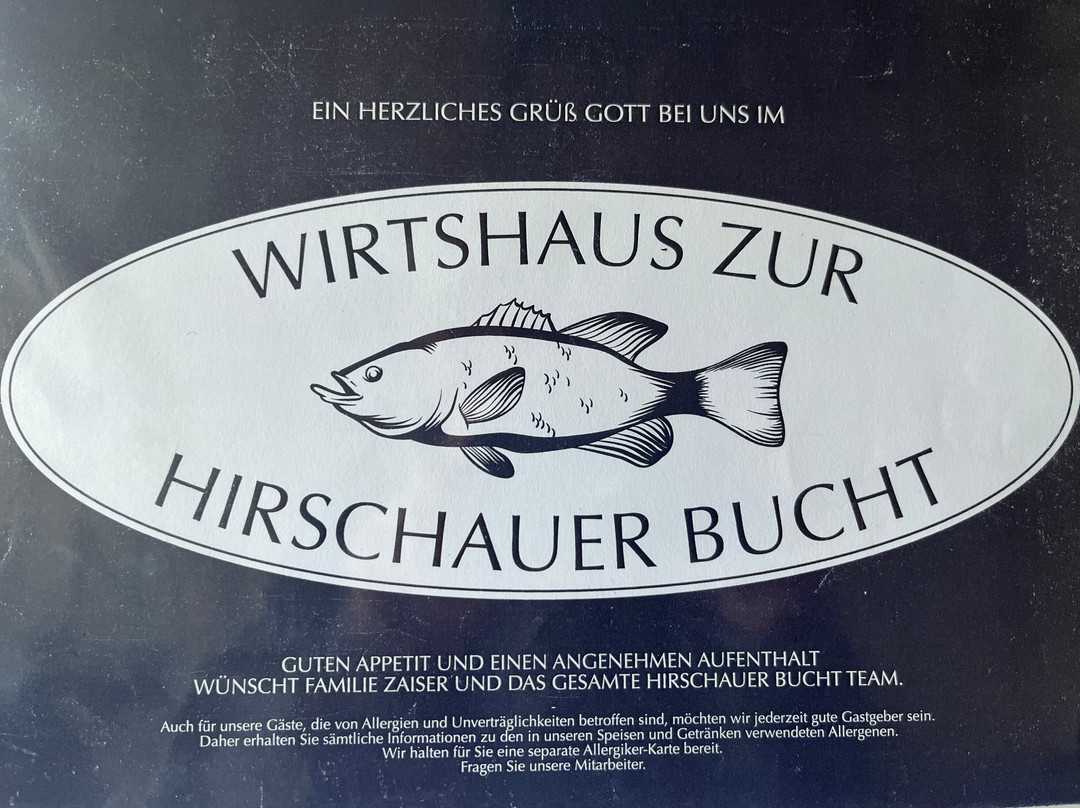 EIN HERZLICHES GRÜß GOTT BEI UNS IM
WIRTSHAUS ZUR
HIRSCHAUER BUCHT
GUTEN APPETIT UND EINEN ANGENEHMEN AUFENTHALT
WÜNSCHT FAMILIE ZAISER UND DAS GESAMTE HIRSCHAUER BUCHT TEAM.
Auch für unsere Gäste, die von Allergien und Unverträglichkeiten betroffen sind, möchten wir jederzeit gute Gastgeber sein.
Daher erhalten Sie sämtliche Informationen zu den in unseren Speisen und Getränken verwendeten Allergenen.
Wir halten für Sie eine separate Allergiker-Karte bereit.
Fragen Sie unsere Mitarbeiter.